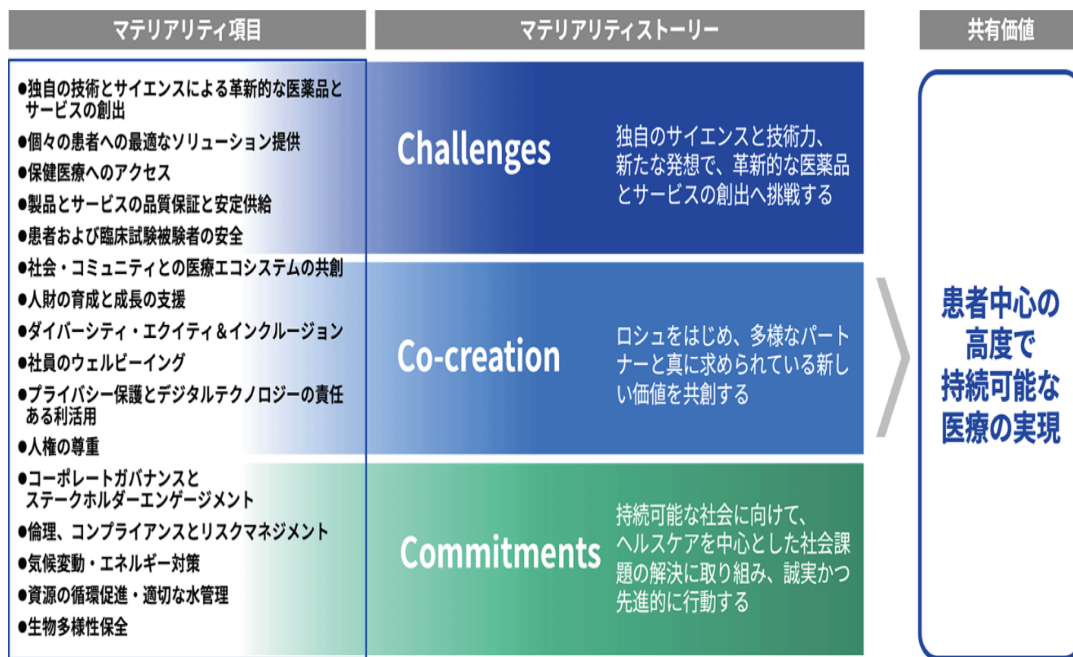 マテリアリティ項目
マテリアリティストーリー
共有価値
●独自の技術とサイエンスによる革新的な医薬品と
サービスの創出
●個々の患者への最適なソリューション提供
●保健医療へのアクセス
●製品とサービスの品質保証と安定供給
●患者および臨床試験被験者の安全
●社会・コミュニティとの医療エコシステムの共創
●人財の育成と成長の支援
●ダイバーシティ・エクイティ&インクルージョン
●社員のウェルビーイング
●プライバシー保護とデジタルテクノロジーの責任
ある利活用
●人権の尊重
●コーポレートガバナンスと
ステークホルダーエンゲージメント
●倫理、コンプライアンスとリスクマネジメント
●気候変動・エネルギー対策
●資源の循環促進・適切な水管理
●生物多様性保全
Challenges
独自のサイエンスと技術力、
新たな発想で、革新的な医薬品
とサービスの創出へ挑戦する
Co-creation
ロシュをはじめ、多様なパート
ナーと真に求められている新し
い価値を共創する
Commitments
持続可能な社会に向けて、
ヘルスケアを中心とした社会課
題の解決に取り組み、誠実かつ
先進的に行動する
患者中心の
高度で
持続可能な
医療の実現